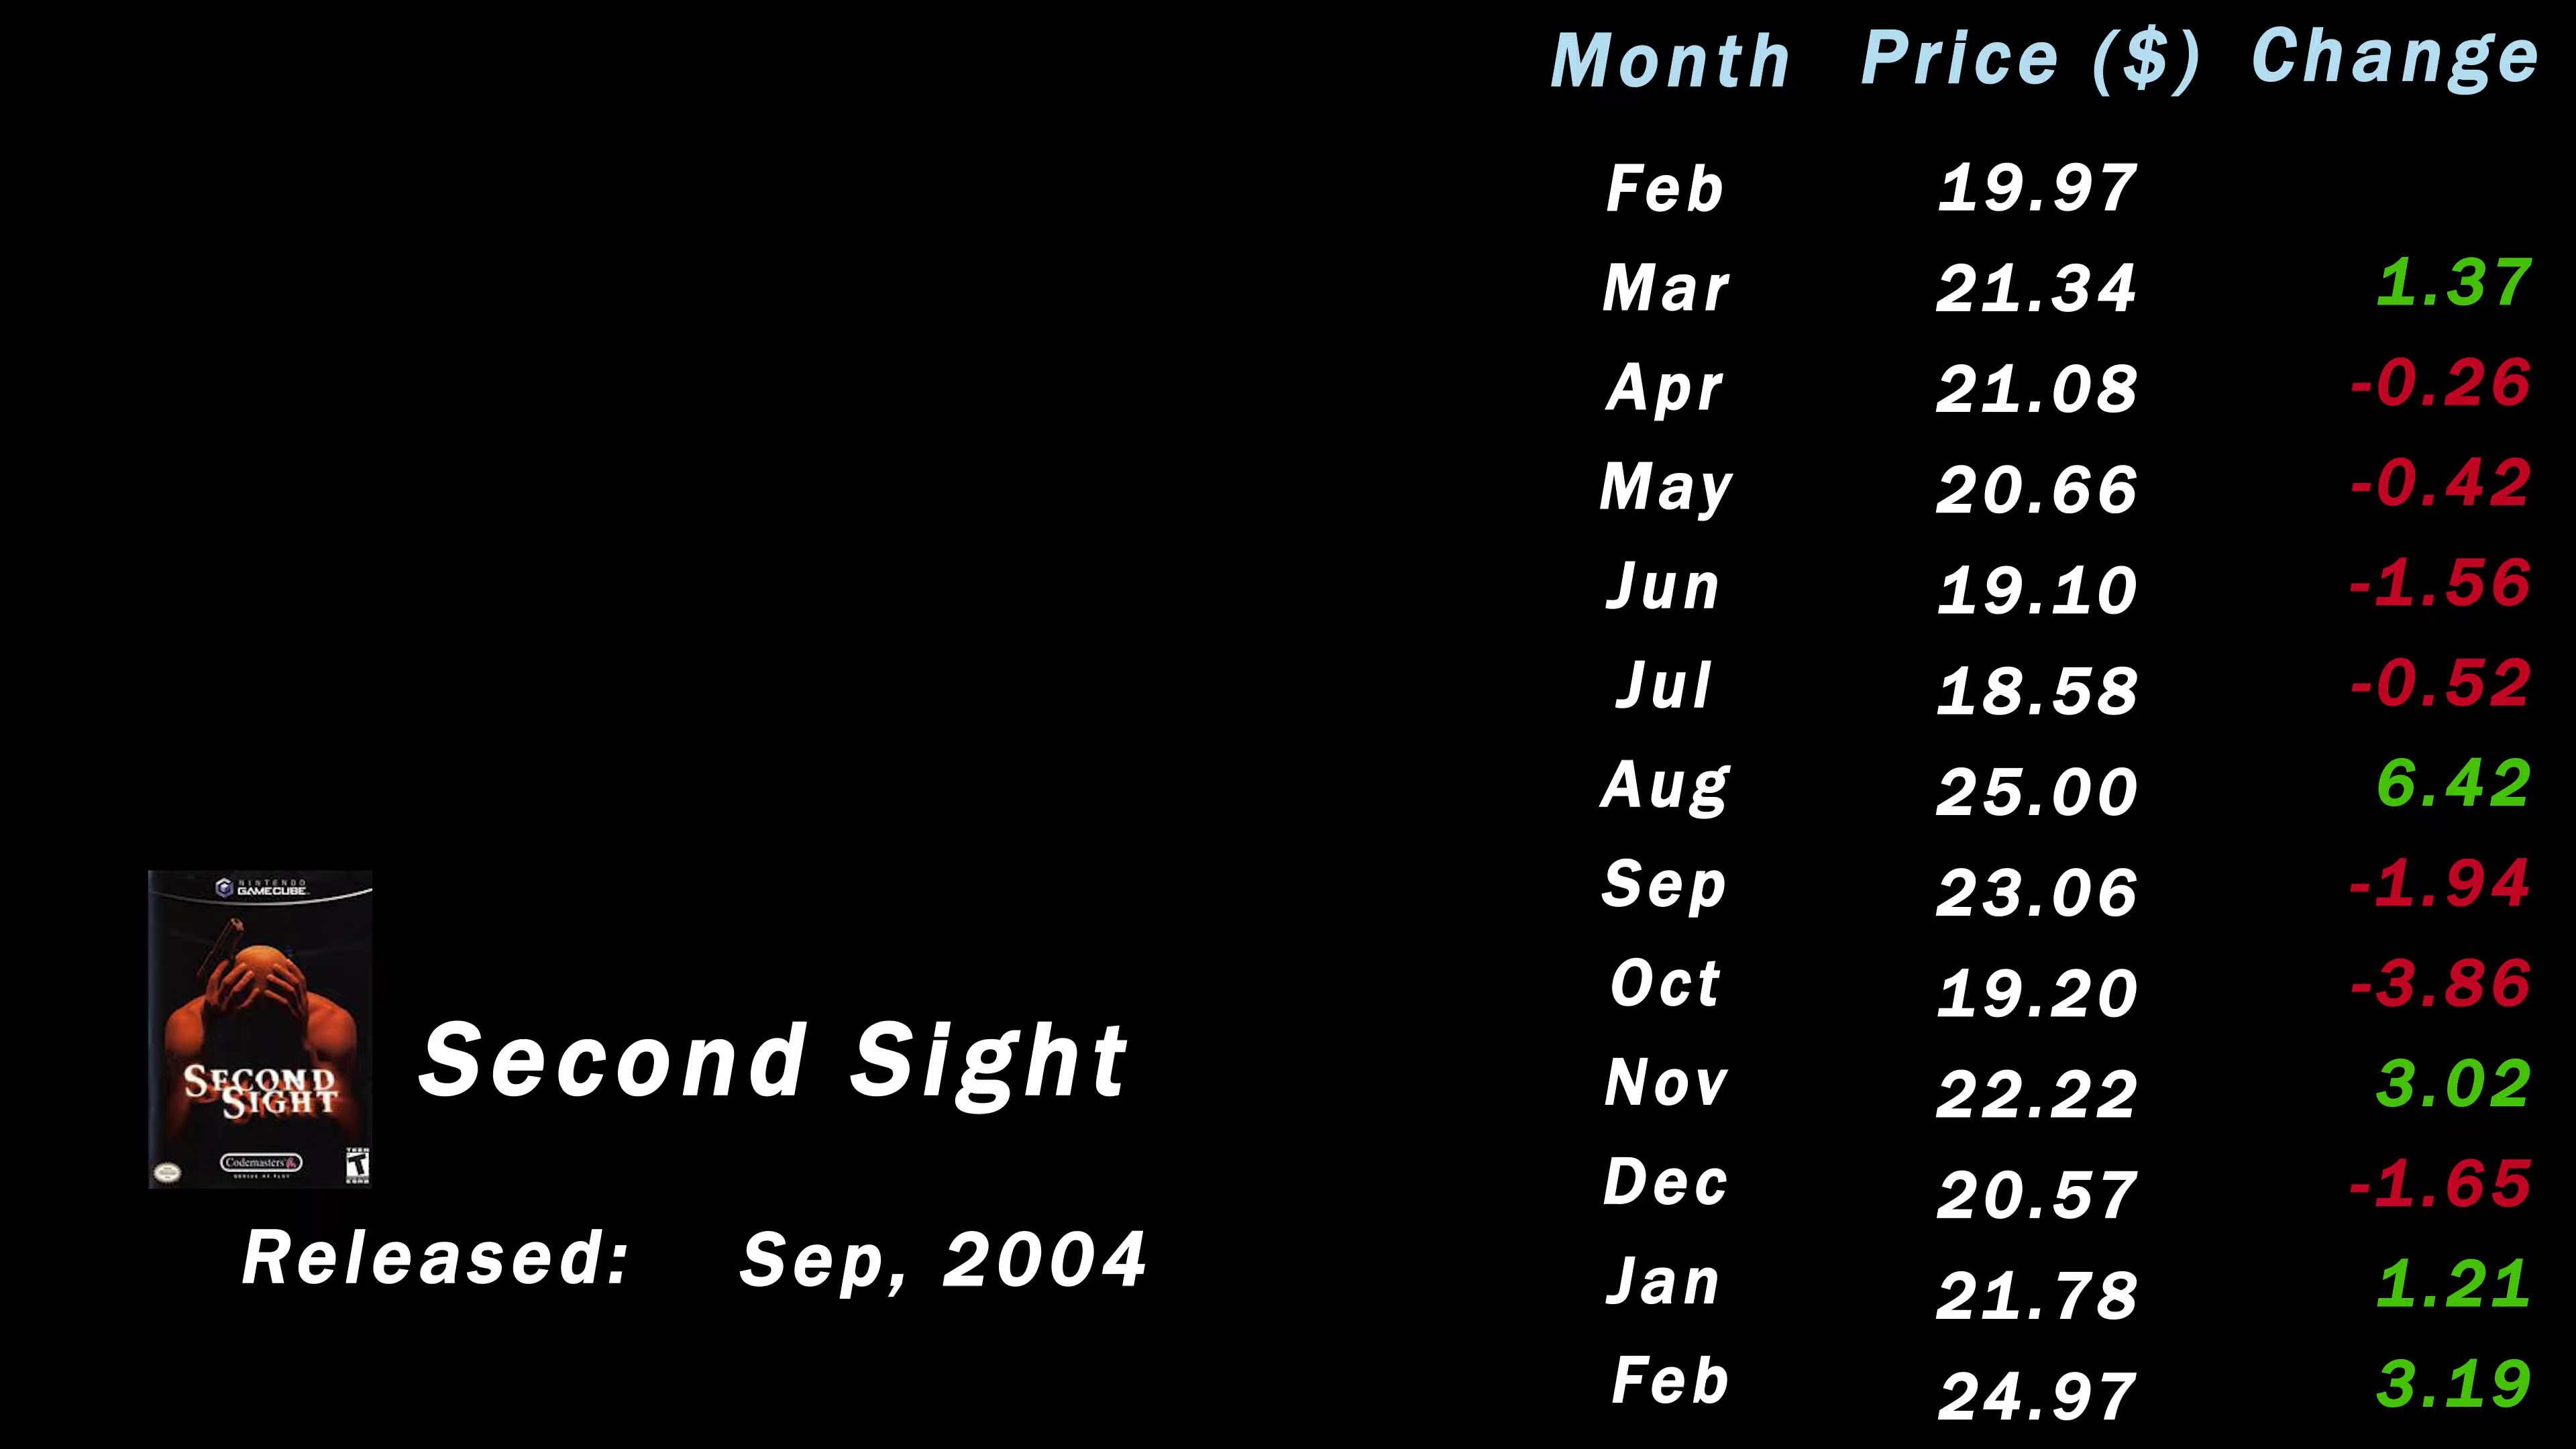 Month Price ($) Change
Feb 19.97
Mar 21.34 1.37
Apr 21.08 -0.26
May 20.66 -0.42
Jun 19.10 -1.56
Jul 18.58 -0.52
Aug 25.00 6.42
Sep 23.06 -1.94
Oct 19.20 -3.86
Nov 22.22 3.02
Dec 20.57 -1.65
Jan 21.78 1.21
Feb 24.97 3.19
NINTENDO
GAMECUBE
SECOND
SIGHT
Codemasters
TEEN
T
Second Sight
Released: Sep, 2004